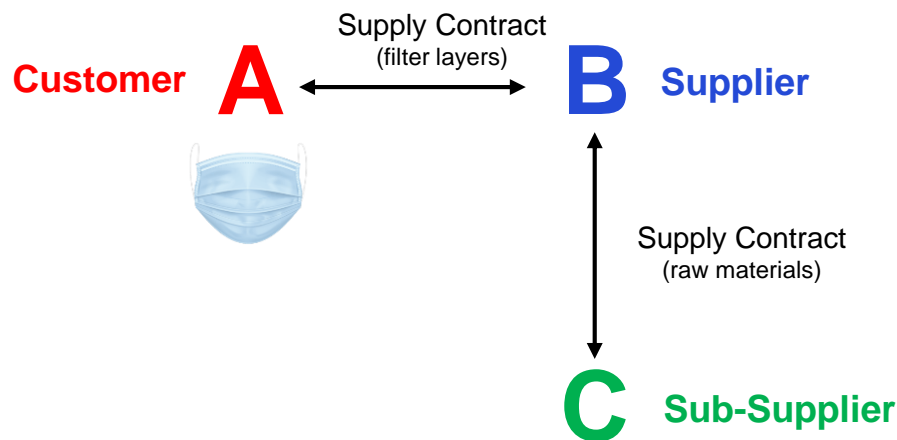 Supply Contract
(filter layers)
Customer A B Supplier
Supply Contract
(raw materials)
C Sub-Supplier